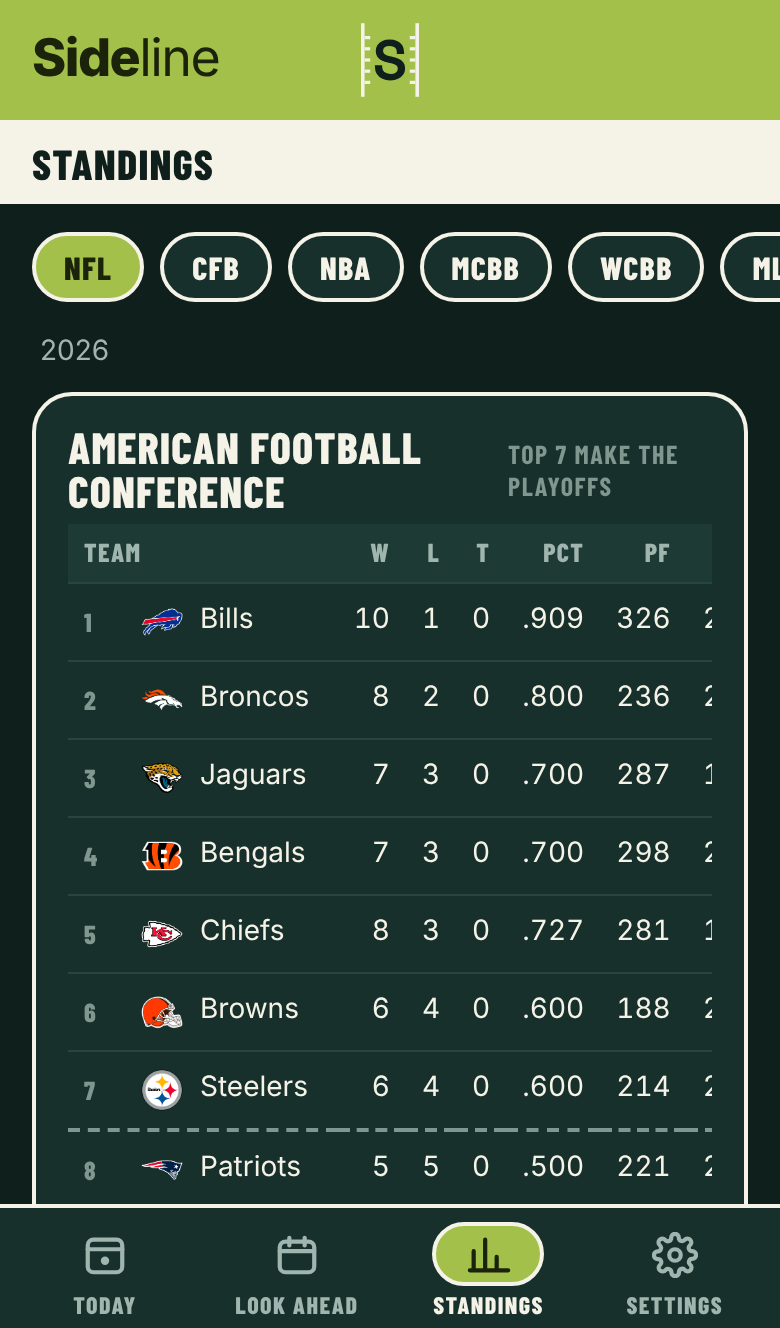 Sideline S
STANDINGS
NFL CFB NBA MCBB WCBB
2026
AMERICAN FOOTBALL
CONFERENCE
TOP 7 MAKE THE
PLAYOFFS
TEAM W L T PCT PF
1 Bills 10 1 0 .909 326
2 Broncos 8 2 0 .800 236
3 Jaguars 7 3 0 .700 287
4 Bengals 7 3 0 .700 298
5 Chiefs 8 3 0 .727 281
6 Browns 6 4 0 .600 188
7 Steelers 6 4 0 .600 214
8 Patriots 5 5 0 .500 221
TODAY LOOK AHEAD STANDINGS SETTINGS